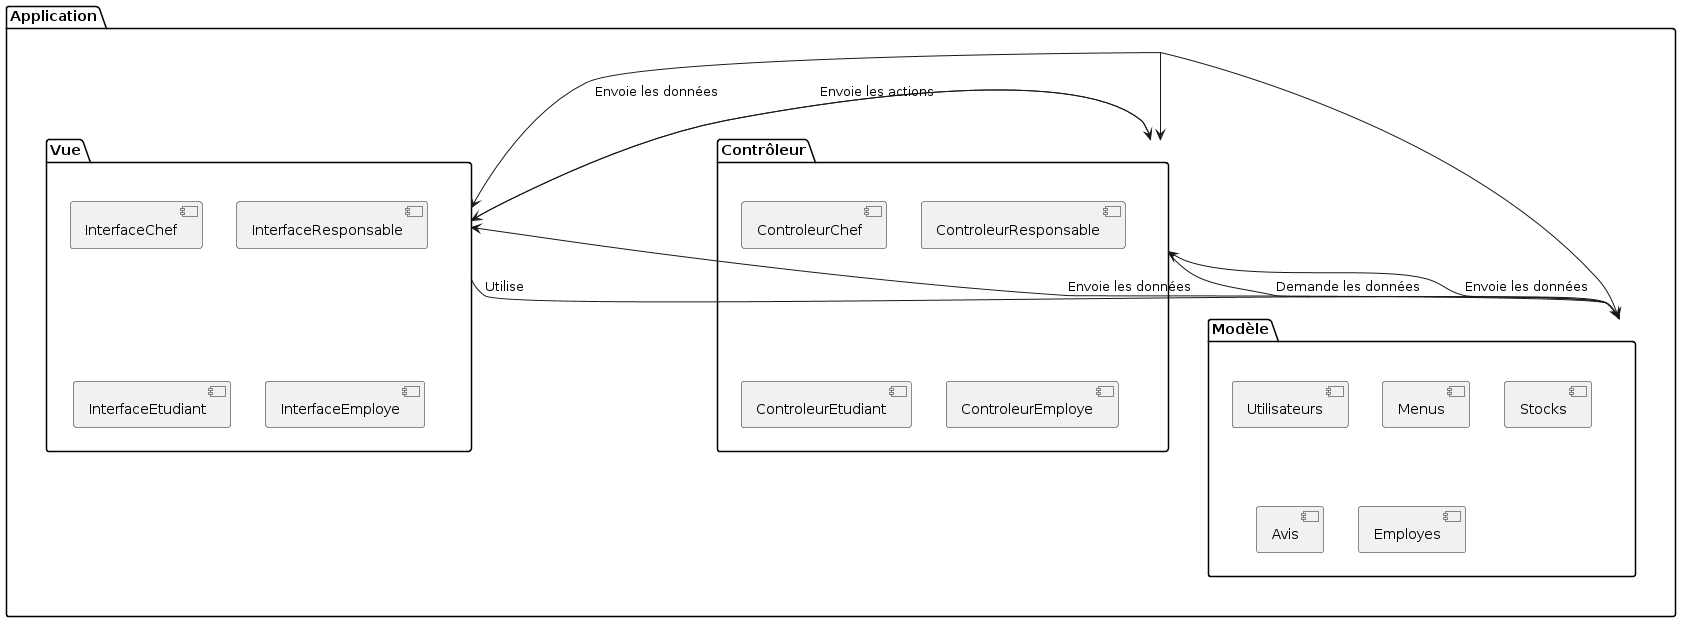 Application
Envoie les données
Envoie les actions
Vue
Contrôleur
InterfaceChef
InterfaceResponsable
ControleurChef
ControleurResponsable
Utilise
Envoie les données
Demande les données
Envoie les données
Modèle
InterfaceEtudiant
InterfaceEmploye
ControleurEtudiant
ControleurEmploye
Utilisateurs
Menus
Stocks
Avis
Employes